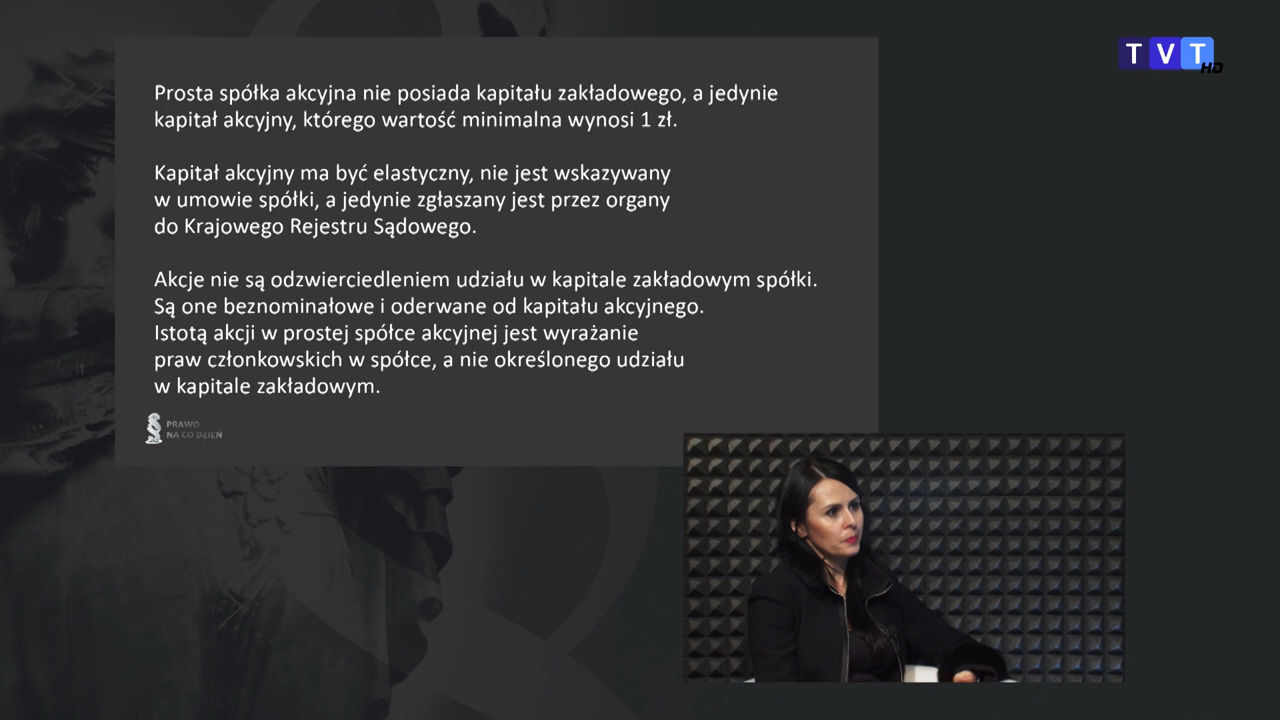 Prosta spółka akcyjna nie posiada kapitału zakładowego, a jedynie
kapitał akcyjny, którego wartość minimalna wynosi 1 zł.
Kapitał akcyjny ma być elastyczny, nie jest wskazywany
w umowie spółki, a jedynie zgłaszany jest przez organy
do Krajowego Rejestru Sądowego.
Akcje nie są odzwierciedleniem udziału w kapitale zakładowym spółki.
Są one beznominałowe i oderwane od kapitału akcyjnego.
Istotą akcji w prostej spółce akcyjnej jest wyrażanie
praw członkowskich w spółce, a nie określonego udziału
w kapitale zakładowym.
PRAWO
NA CO DZIEŃ
TVT
HD